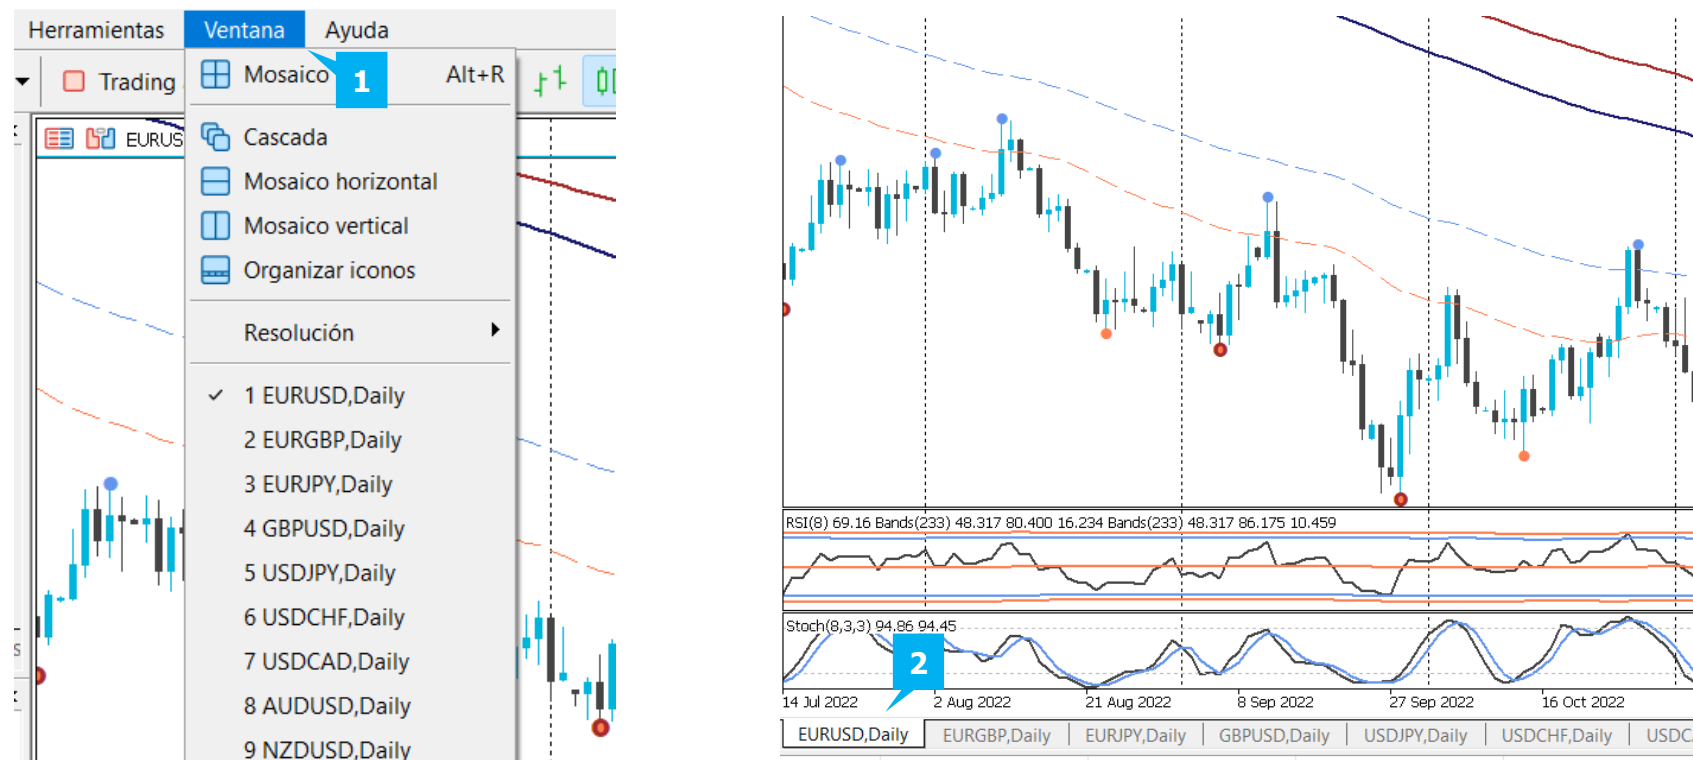 Herramientas Ventana Ayuda
Trading
Mosaico Alt+R
1
EURUS
Cascada
Mosaico horizontal
Mosaico vertical
Organizar iconos
Resolución
1 EURUSD,Daily
2 EURGBP,Daily
3 EURJPY,Daily
4 GBPUSD,Daily
5 USDJPY,Daily
6 USDCHF,Daily
7 USDCAD,Daily
8 AUDUSD,Daily
9 NZDUSD,Daily
s
RSI(8) 69.16 Bands(233) 48.317 80.400 16.234 Bands(233) 48.317 86.175 10.459
Stoch(8,3,3) 94.86 94.45
2
14 Jul 2022 2 Aug 2022 21 Aug 2022 8 Sep 2022 27 Sep 2022 16 Oct 2022
EURUSD,Daily EURGBP,Daily EURJPY,Daily GBPUSD,Daily USDJPY,Daily USDCHF,Daily USDC